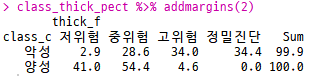 > class_thick_pect %>% addmargins(2)
thick_f
class_c 저위험 중위험 고위험 정밀진단 Sum
악성 2.9 28.6 34.0 34.4 99.9
양성 41.0 54.4 4.6 0.0 100.0